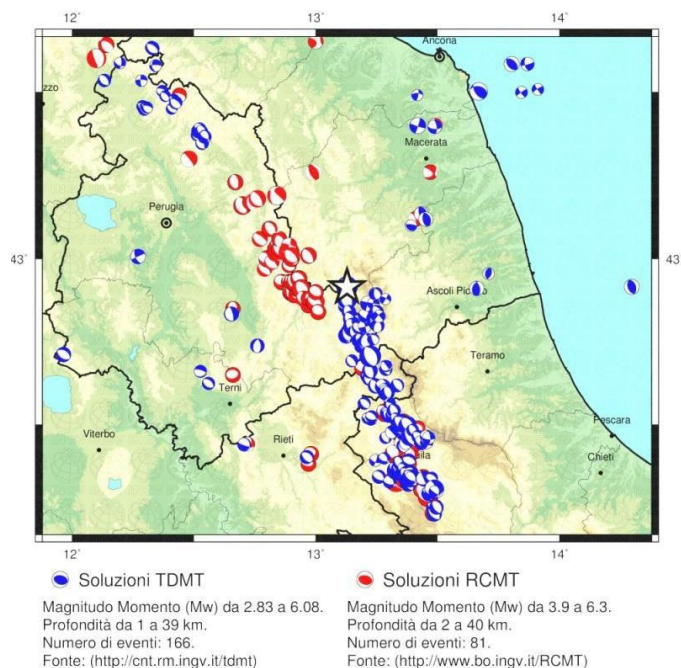 12˚ 13˚ 14˚
Ancona
zzo
Macerata
Perugia
43˚ 43˚
Ascoli Piceno
Teramo
Terni
Pescara
Viterbo
Rieti
Chieti
12˚ 13˚ 14˚
Soluzioni TDMT
Magnitudo Momento (Mw) da 2.83 a 6.08.
Profondità da 1 a 39 km.
Numero di eventi: 166.
Fonte: (http://cnt.rm.ingv.it/tdmt)
Soluzioni RCMT
Magnitudo Momento (Mw) da 3.9 a 6.3.
Profondità da 2 a 40 km.
Numero di eventi: 81.
Fonte: (http://www.bo.ingv.it/RCMT)